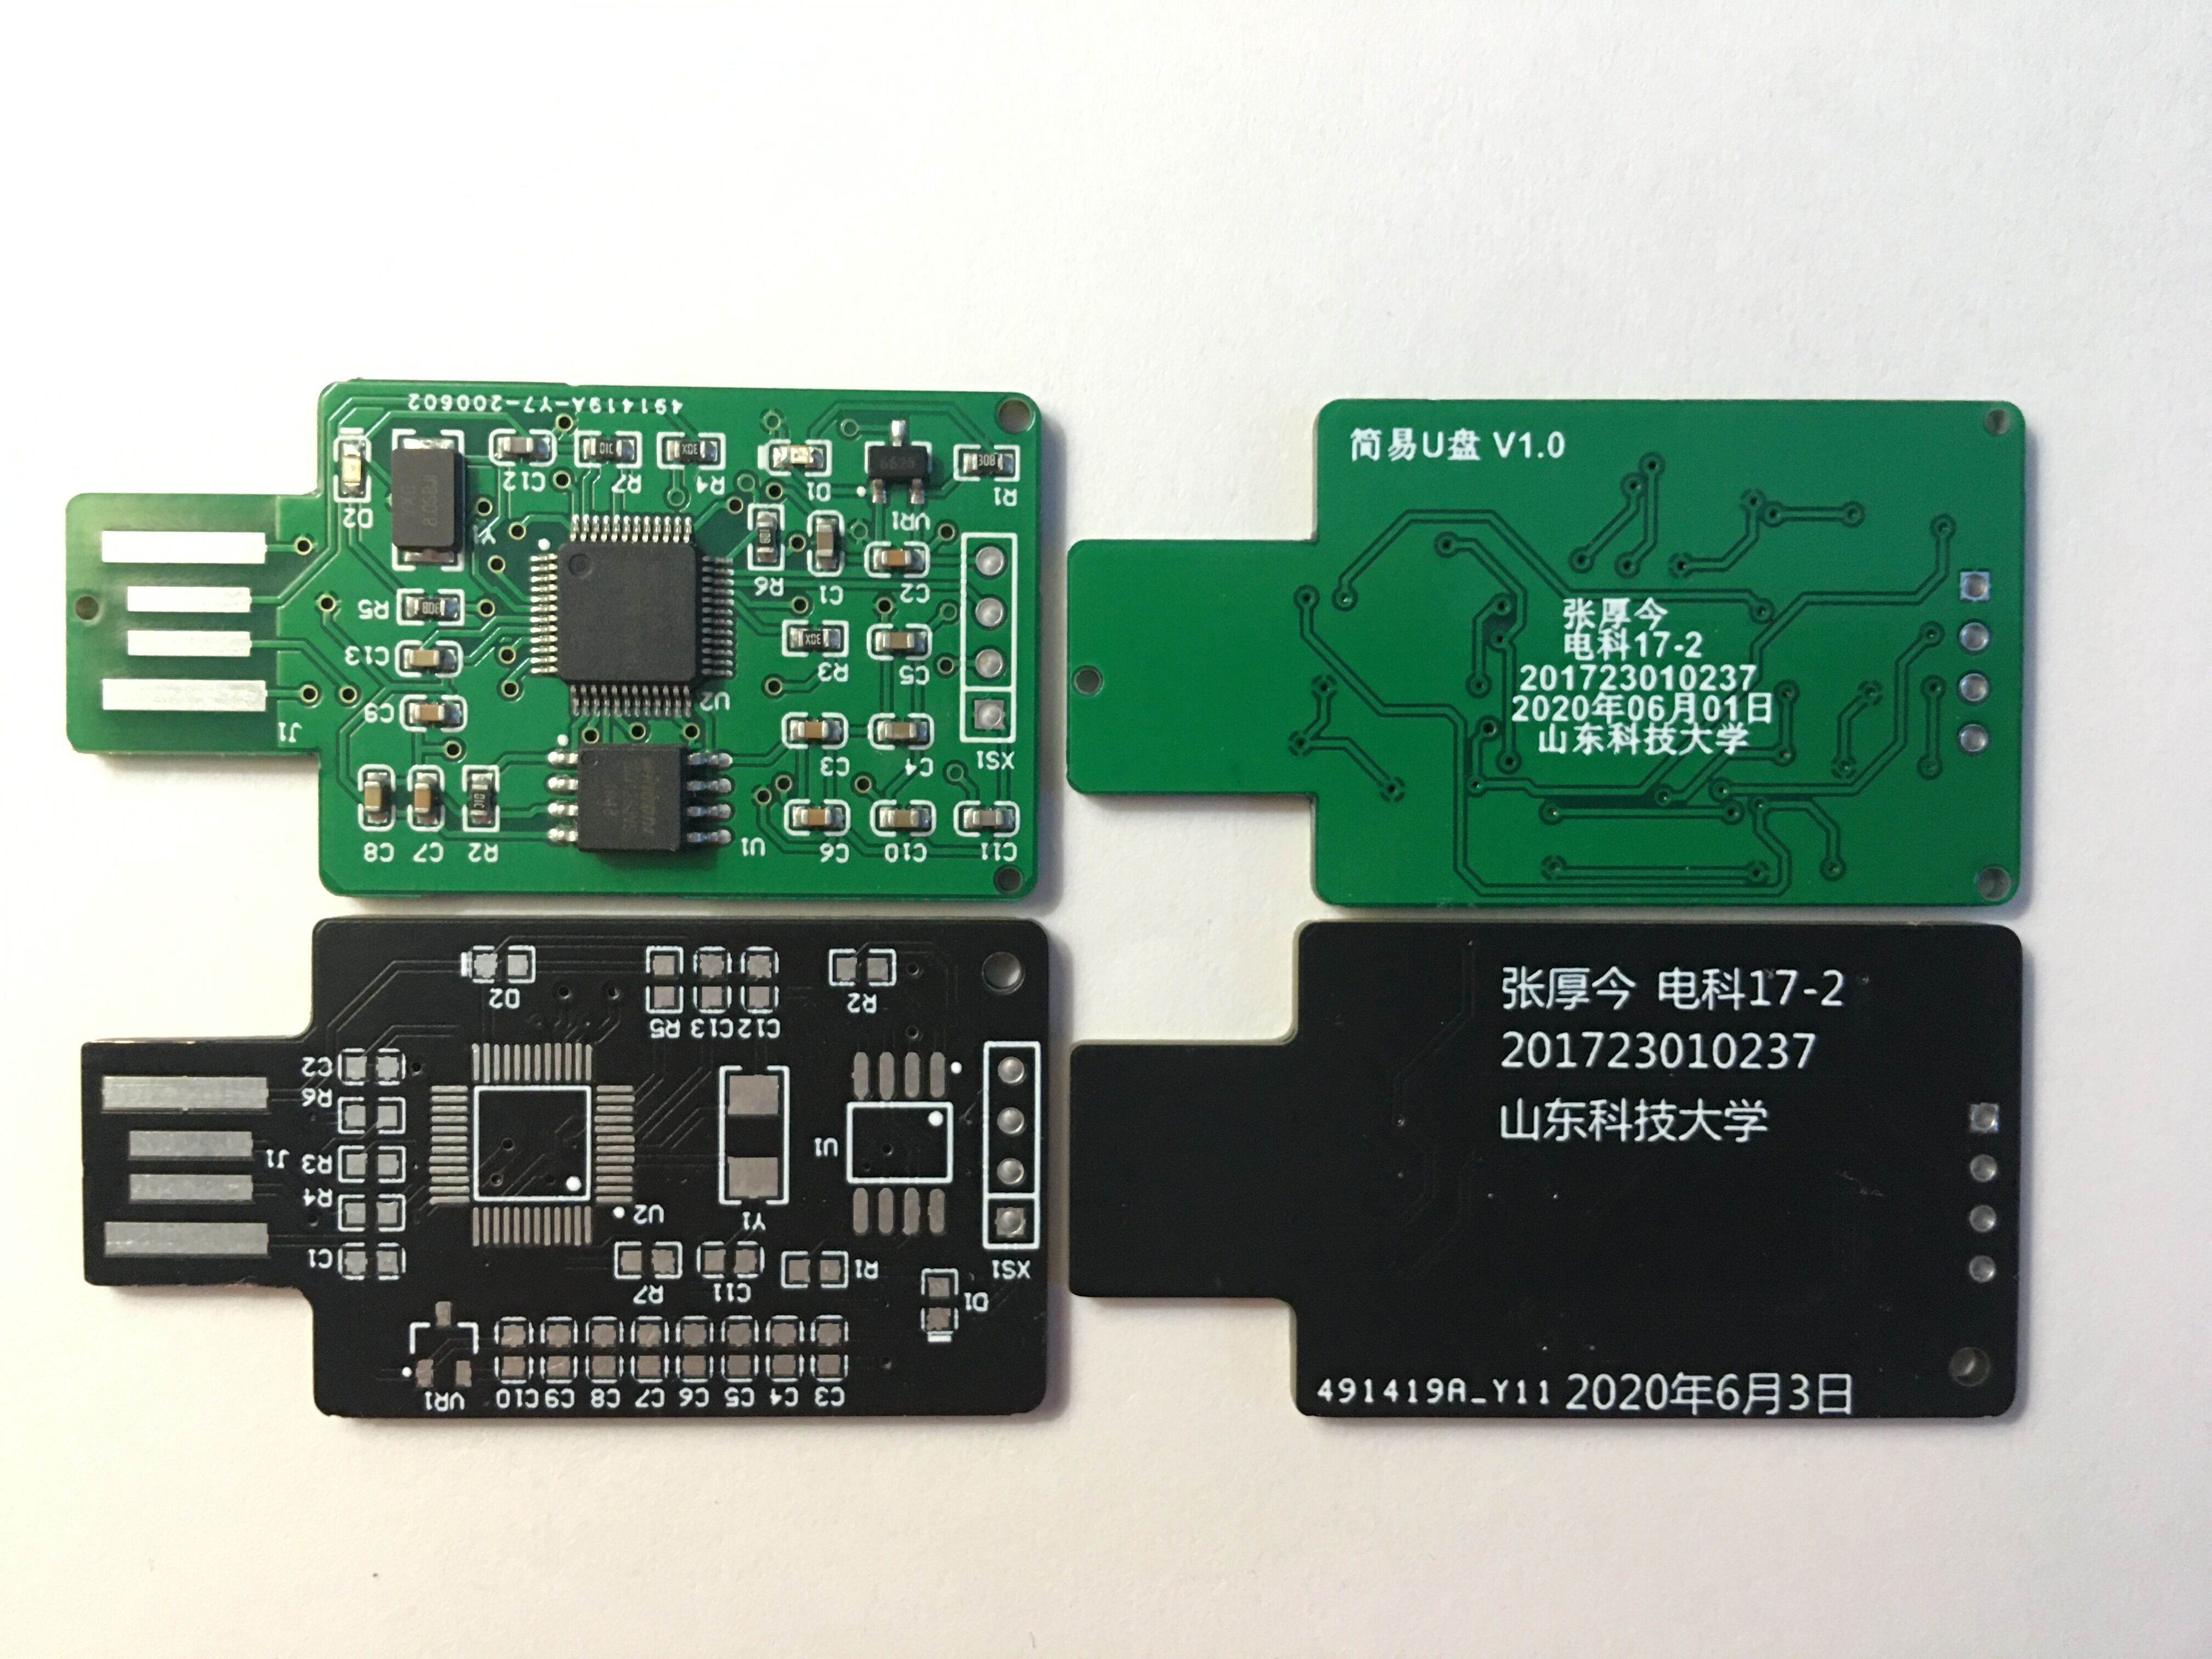 491419A-Y7-200602
D2
Y1
C12
R7
R4
D1
VR1
R1
R5
C13
C9
J1
R6
C1
C2
R3
C5
U2
C3
C4
XS1
C8
C7
R2
U1
C6
C10
C11
简易U盘 V1.0
张厚今
电科17-2
201723010237
2020年06月01日
山东科技大学
D2
R5
C13
C12
R2
C2
R6
J1
R3
R4
C1
U2
Y1
U1
XS1
R7
C11
R1
D1
VR1
C10
C9
C8
C7
C6
C5
C4
C3
张厚今 电科17-2
201723010237
山东科技大学
491419A_Y11 2020年6月3日